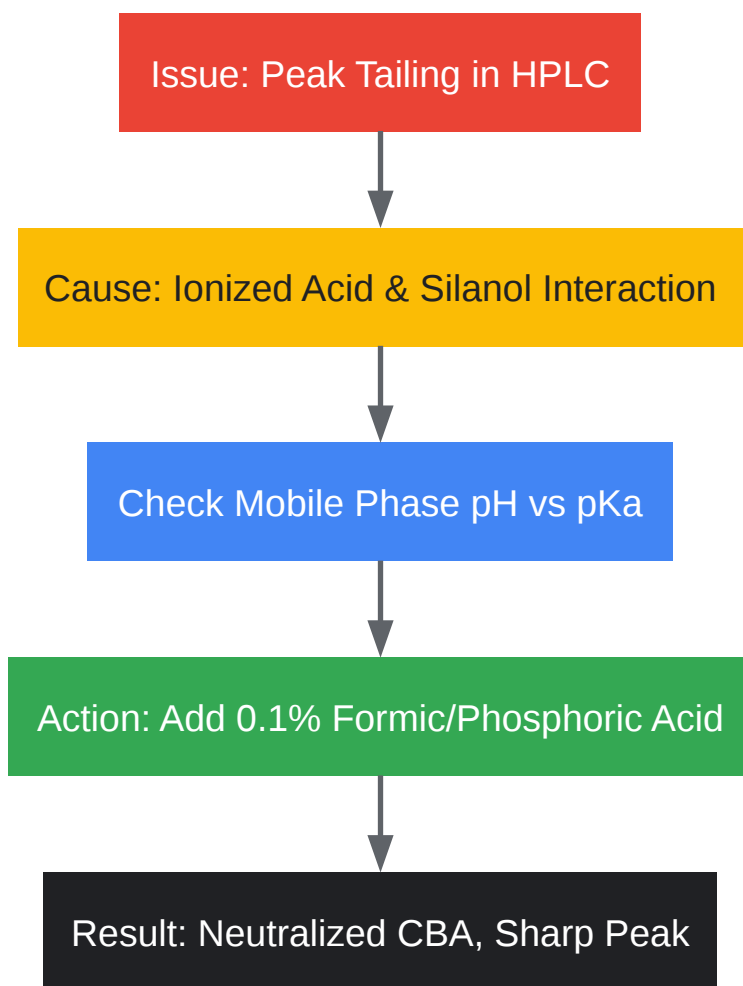 Issue: Peak Tailing in HPLC
Cause: Ionized Acid & Silanol Interaction
Check Mobile Phase pH vs pKa
Action: Add 0.1% Formic/Phosphoric Acid
Result: Neutralized CBA, Sharp Peak